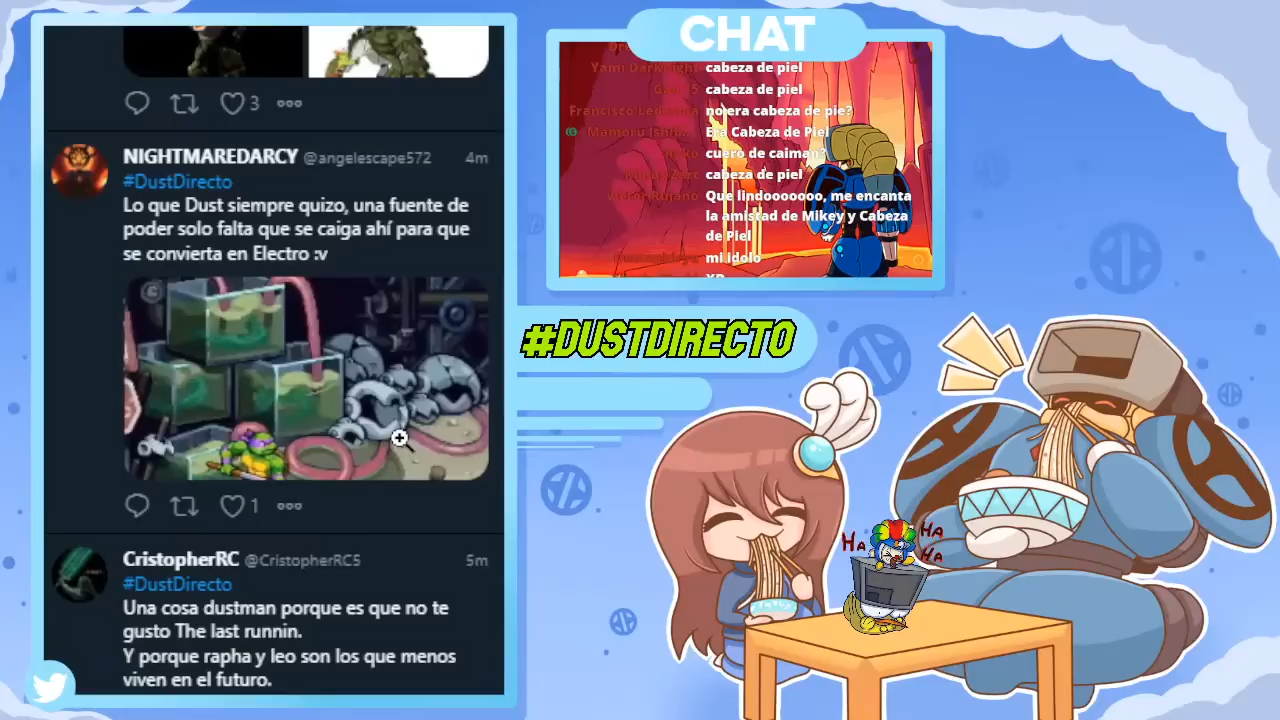 3
NIGHTMAREDARCY @angelescape572 4m
#DustDirecto
Lo que Dust siempre quizo, una fuente de
poder solo falta que se caiga ahí para que
se convierta en Electro :v
1
CristopherRC @CristopherRC5 5m
#DustDirecto
Una cosa dustman porque es que no te
gusto The last runnin.
Y porque rapha y leo son los que menos
viven en el futuro.
CHAT
cabeza de piel
cabeza de piel
no era cabeza de pie?
Era Cabeza de Piel
cuero de caiman?
cabeza de piel
Que lindooooooo, me encanta
la amistad de Mikey y Cabeza
de Piel
mi idolo
#DUSTDIRECTO
HA
HA
HA